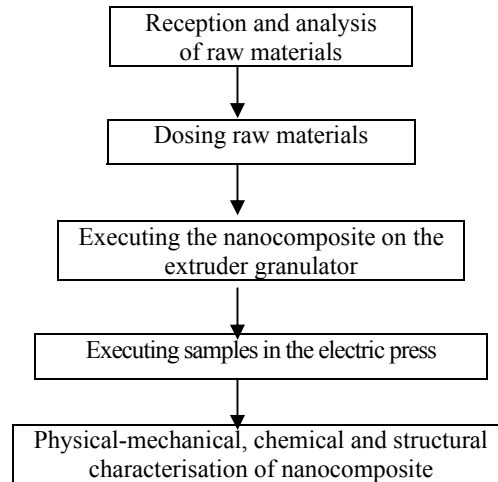 Reception and analysis
of raw materials
Dosing raw materials
Executing the nanocomposite on the
extruder granulator
Executing samples in the electric press
Physical-mechanical, chemical and structural
characterisation of nanocomposite